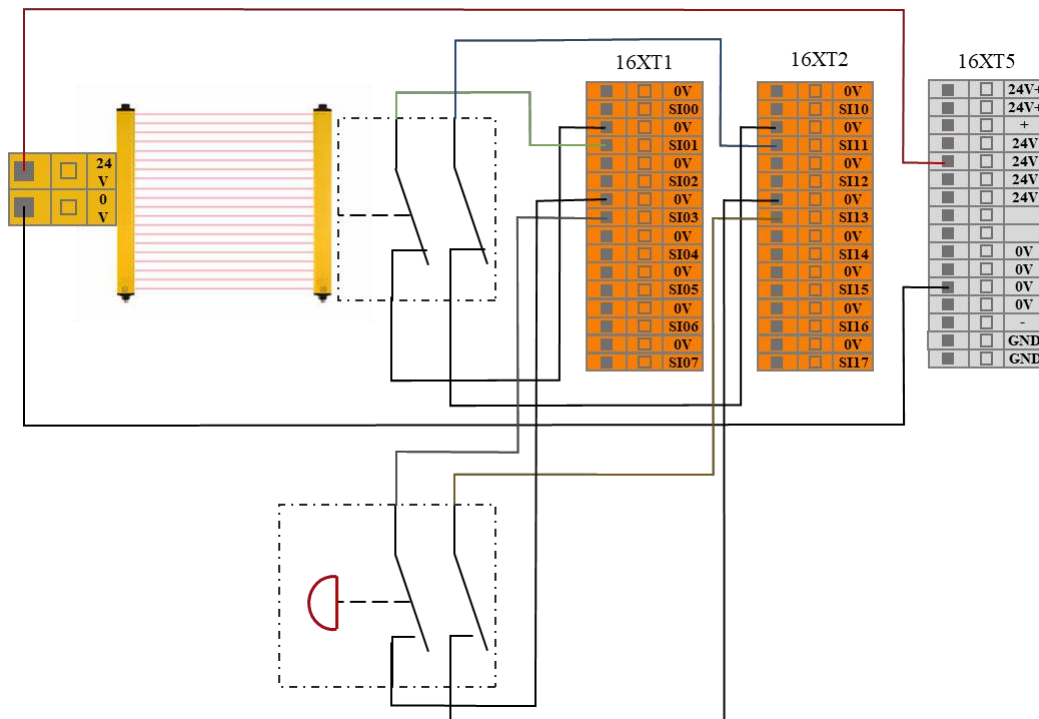 16XT1
16XT2
16XT5
24
V
0
V
0V
SI00
0V
SI01
0V
SI02
0V
SI03
0V
SI04
0V
SI05
0V
SI06
0V
SI07
0V
SI10
0V
SI11
0V
SI12
0V
SI13
0V
SI14
0V
SI15
0V
SI16
0V
SI17
24V+
24V+
+
24V
24V
24V
24V
0V
0V
0V
0V
-
GND
GND